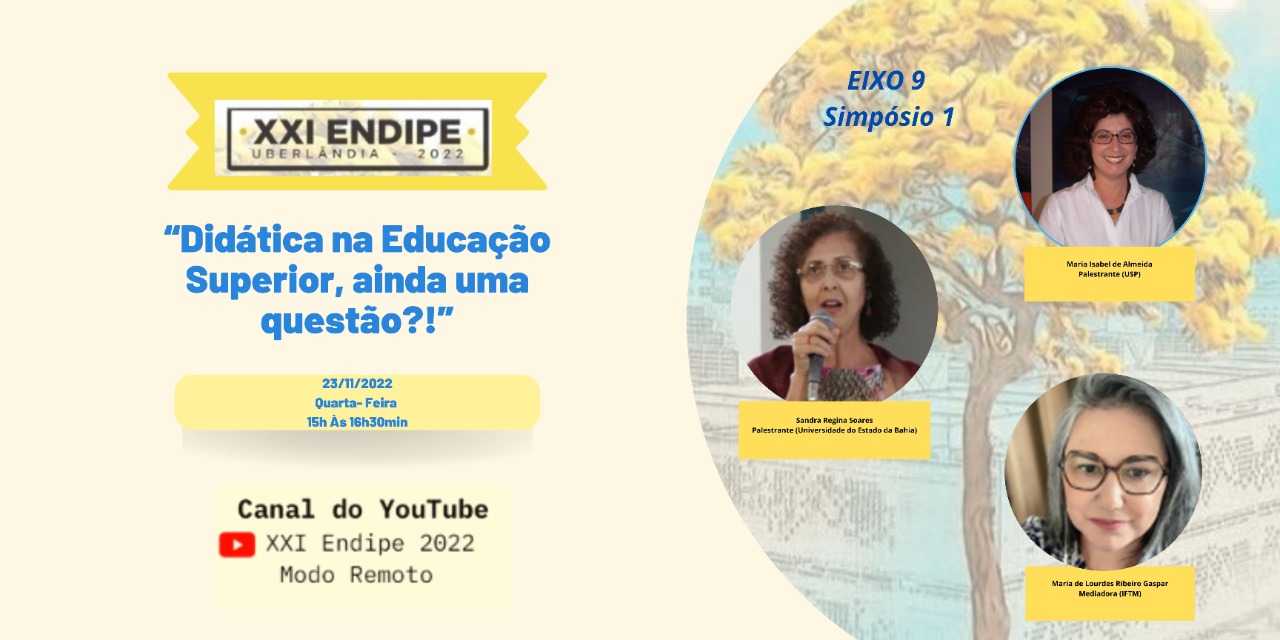 XXI ENDIPE
UBERLÂNDIA - 2022
“Didática na Educação
Superior, ainda uma
questão?!”
23/11/2022
Quarta- Feira
15h Às 16h30min
Canal do YouTube
XXI Endipe 2022
Modo Remoto
EIXO 9
Simpósio 1
Maria Isabel de Almeida
Palestrante (USP)
Sandra Regina Soares
Palestrante (Universidade do Estado da Bahia)
Maria de Lourdes Ribeiro Gaspar
Mediadora (IFTM)